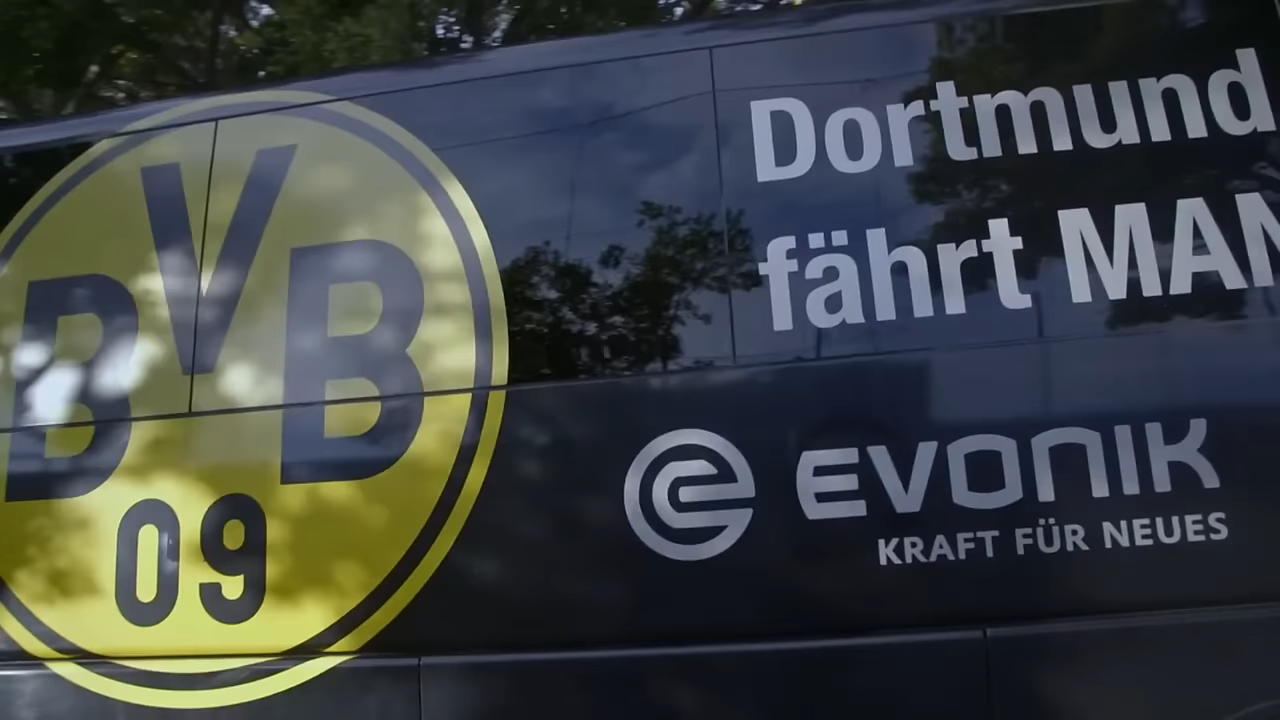 BVB
09
Dortmund
fährt MAN
EVONIK
KRAFT FÜR NEUES